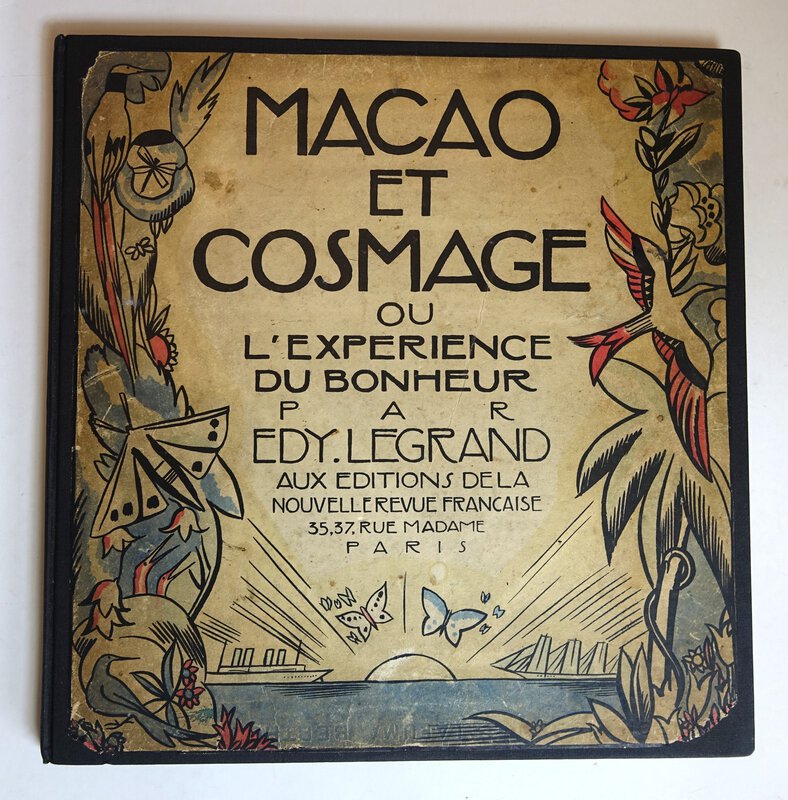 MACAO
ET
COSMAGE
OU
L'EXPERIENCE
DU BONHEUR
PAR
EDY.LEGRAND
AUX EDITIONS DE LA
NOUVELLE REVUE FRANCAISE
35,37, RUE MADAME
PARIS